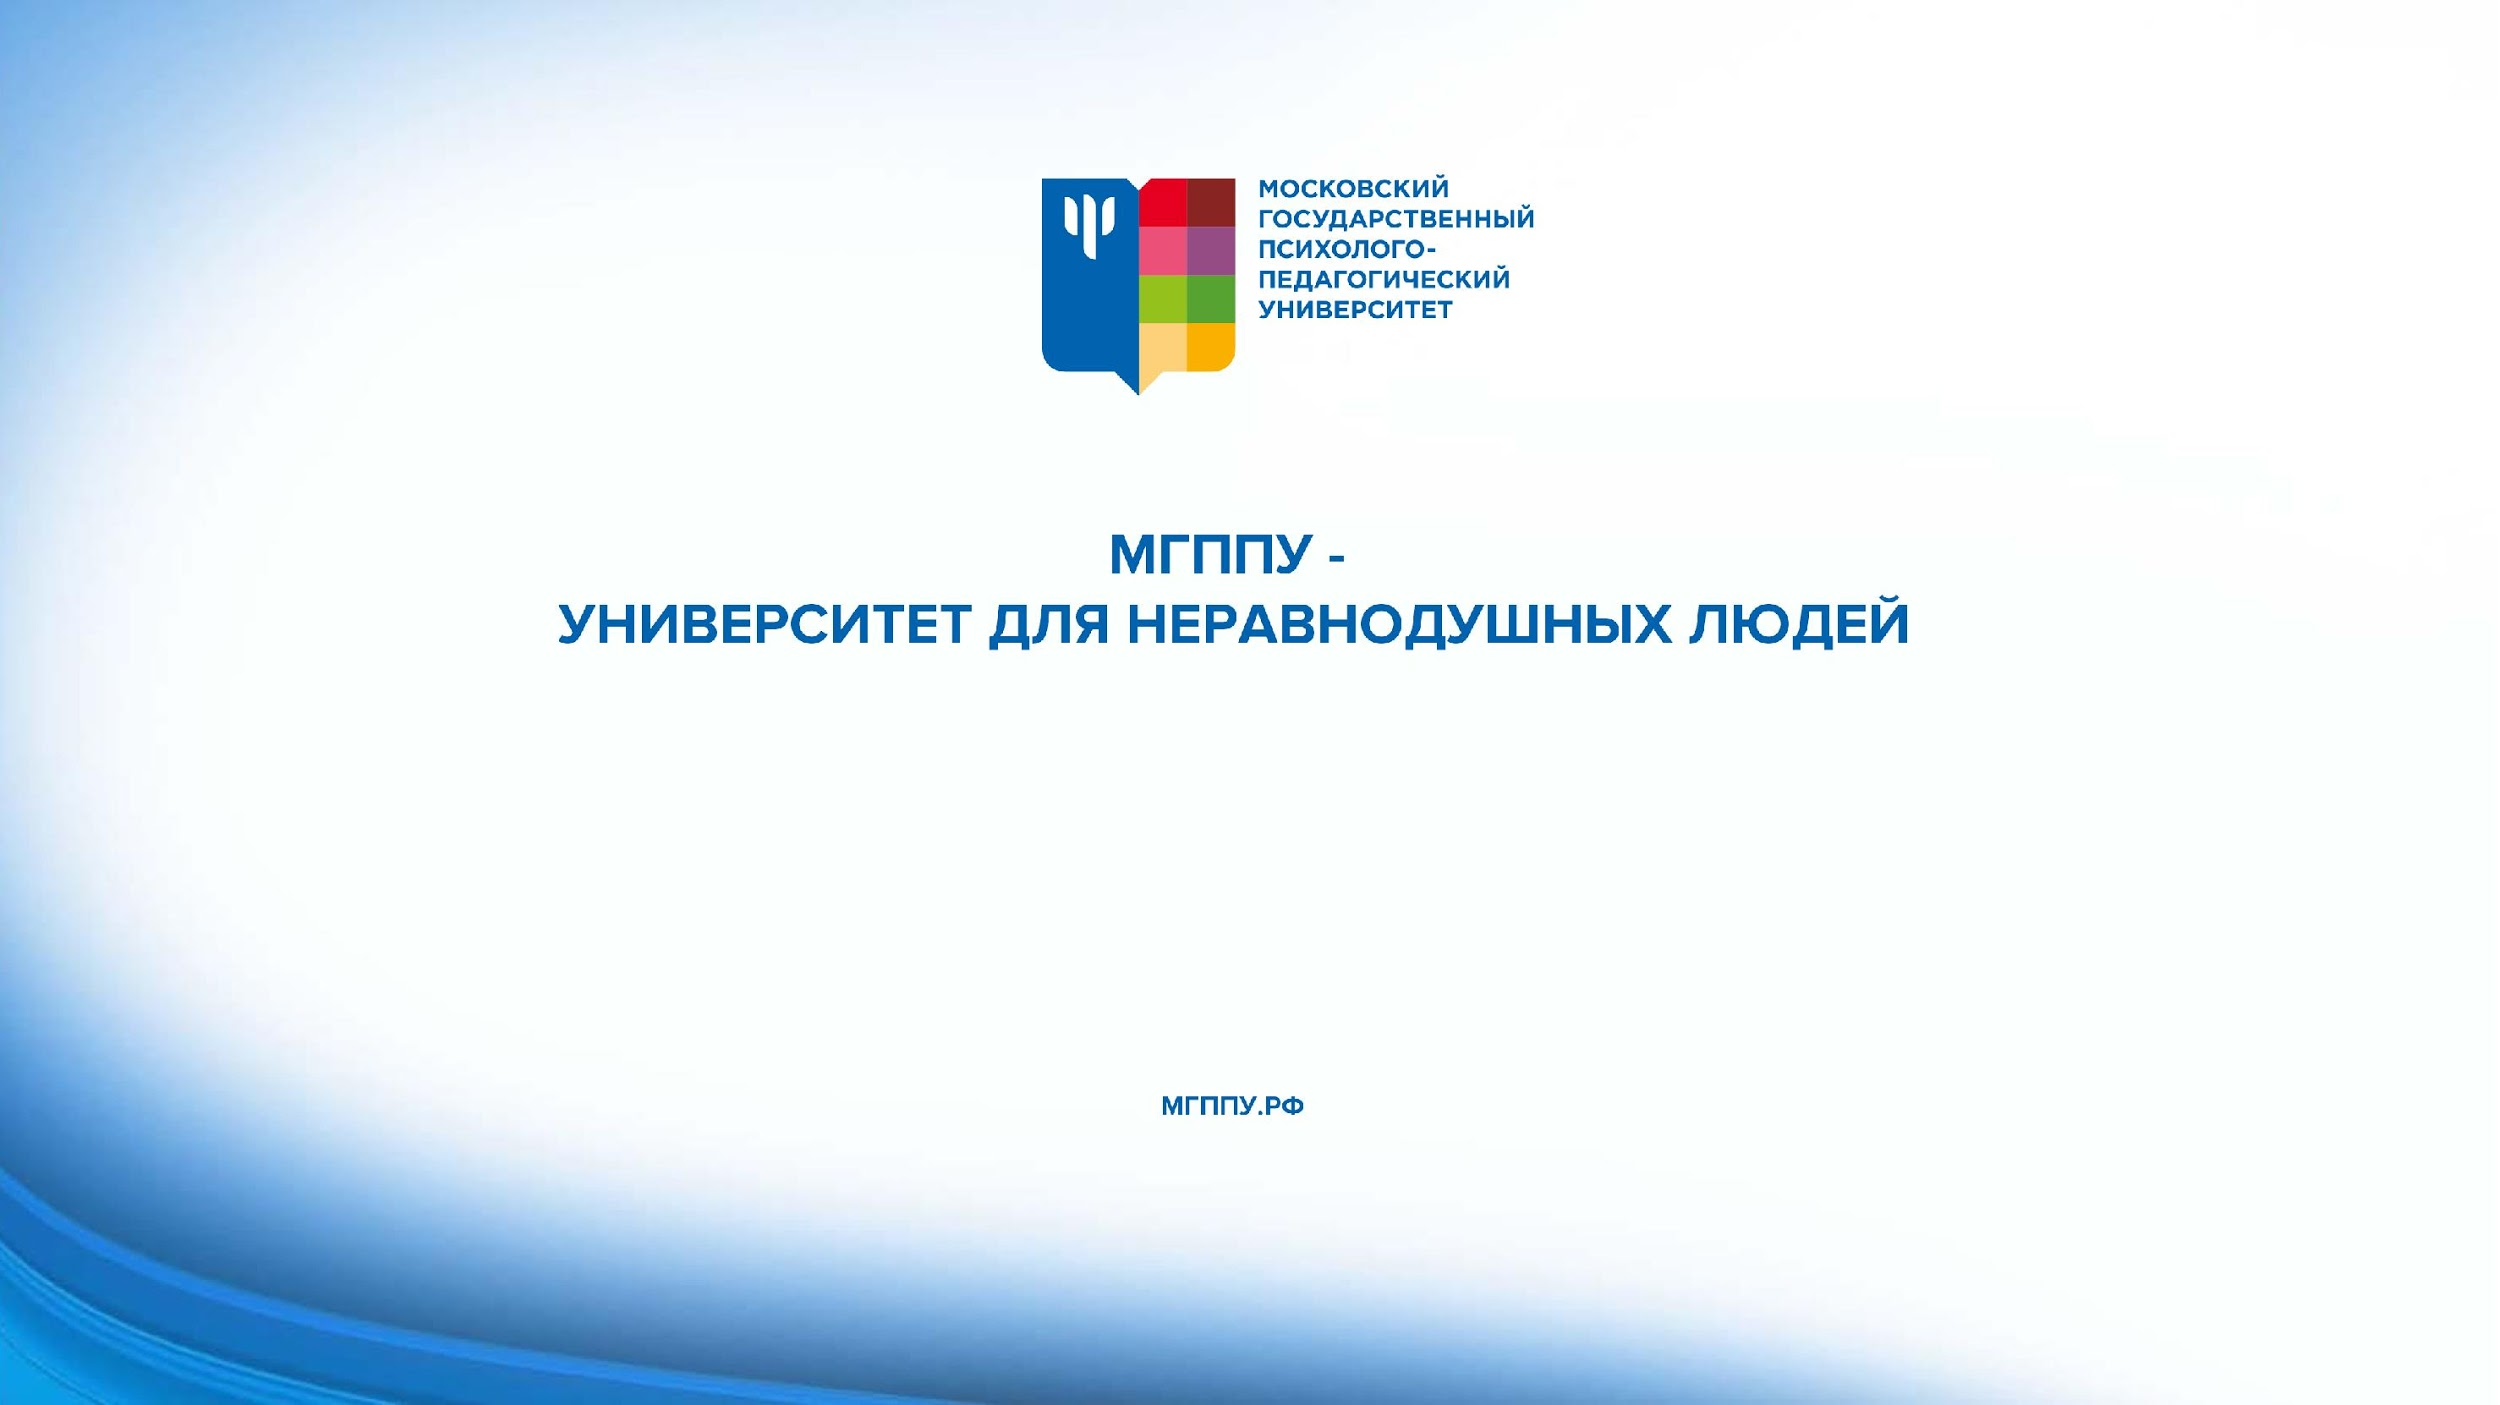 МОСКОВСКИЙ
ГОСУДАРСТВЕННЫЙ
ПСИХОЛОГО-
ПЕДАГОГИЧЕСКИЙ
УНИВЕРСИТЕТ
МГППУ -
УНИВЕРСИТЕТ ДЛЯ НЕРАВНОДУШНЫХ ЛЮДЕЙ
МГППУ.РФ